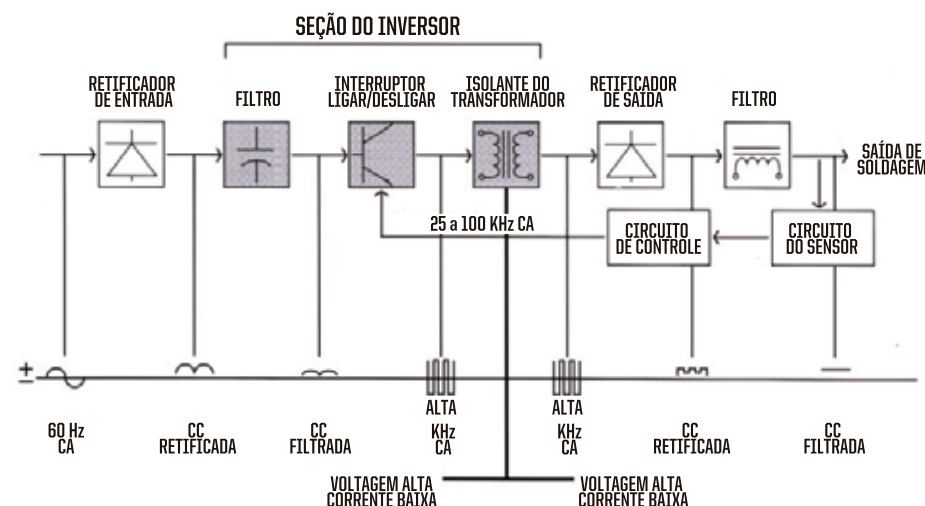 SEÇÃO DO INVERSOR
RETIFICADOR
DE ENTRADA
FILTRO
INTERRUPTOR
LIGAR/DESLIGAR
ISOLANTE DO
TRANSFORMADOR
RETIFICADOR
DE SAÍDA
FILTRO
SAÍDA DE
SOLDAGEM
25 a 100 KHz CA
CIRCUITO
DE CONTROLE
CIRCUITO
DO SENSOR
+
−
60 Hz
CA
CC
RETIFICADA
CC
FILTRADA
ALTA
KHz
CA
ALTA
KHz
CA
CC
RETIFICADA
CC
FILTRADA
VOLTAGEM ALTA
CORRENTE BAIXA
VOLTAGEM ALTA
CORRENTE BAIXA